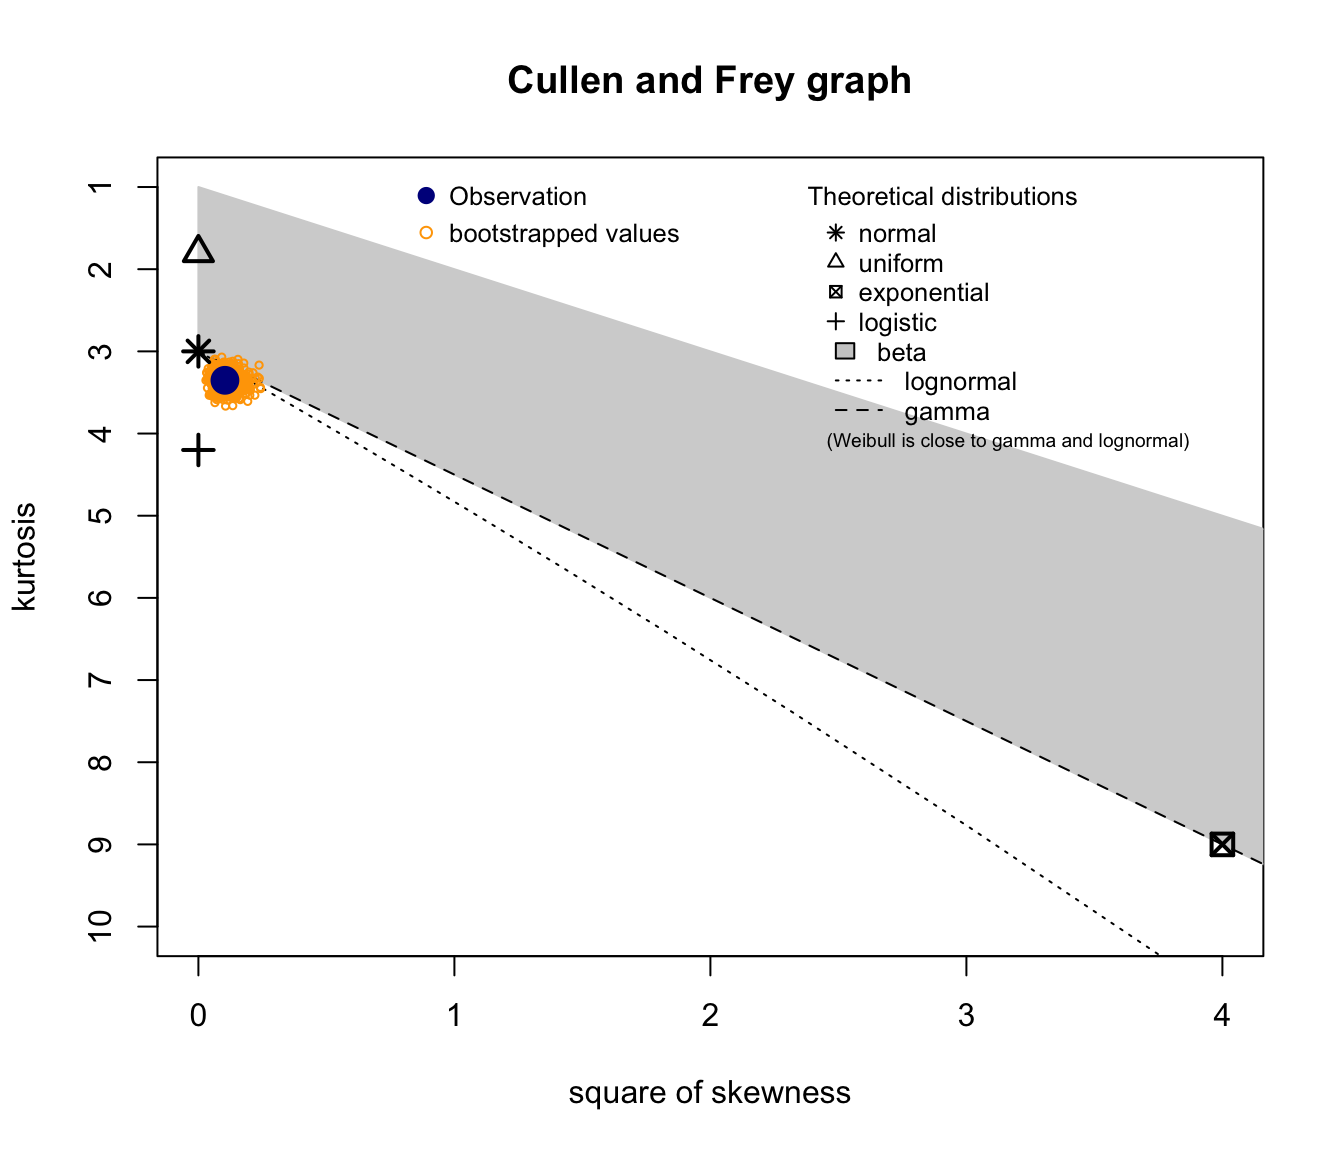 Cullen and Frey graph
Observation
bootstrapped values
Theoretical distributions
normal
uniform
exponential
logistic
beta
lognormal
gamma
(Weibull is close to gamma and lognormal)
kurtosis
1
2
3
4
5
6
7
8
9
10
0 1 2 3 4
square of skewness